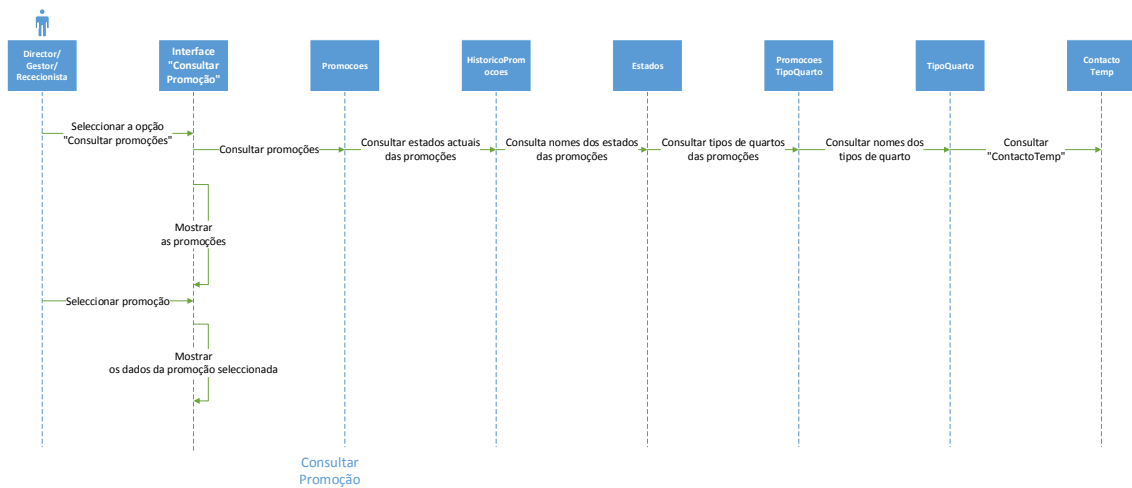 Director/
Gestor/
Rececionista
Interface
"Consultar
Promoção"
Promocoes
HistoricoProm
ocoes
Estados
Promocoes
TipoQuarto
TipoQuarto
Contacto
Temp
Seleccionar a opção
"Consultar promoções"
Consultar promoções
Consultar estados actuais
das promoções
Consulta nomes dos estados
das promoções
Consultar tipos de quartos
das promoções
Consultar nomes dos
tipos de quarto
Consultar
"ContactoTemp"
Mostrar
as promoções
Seleccionar promoção
Mostrar
os dados da promoção seleccionada
Consultar
Promoção